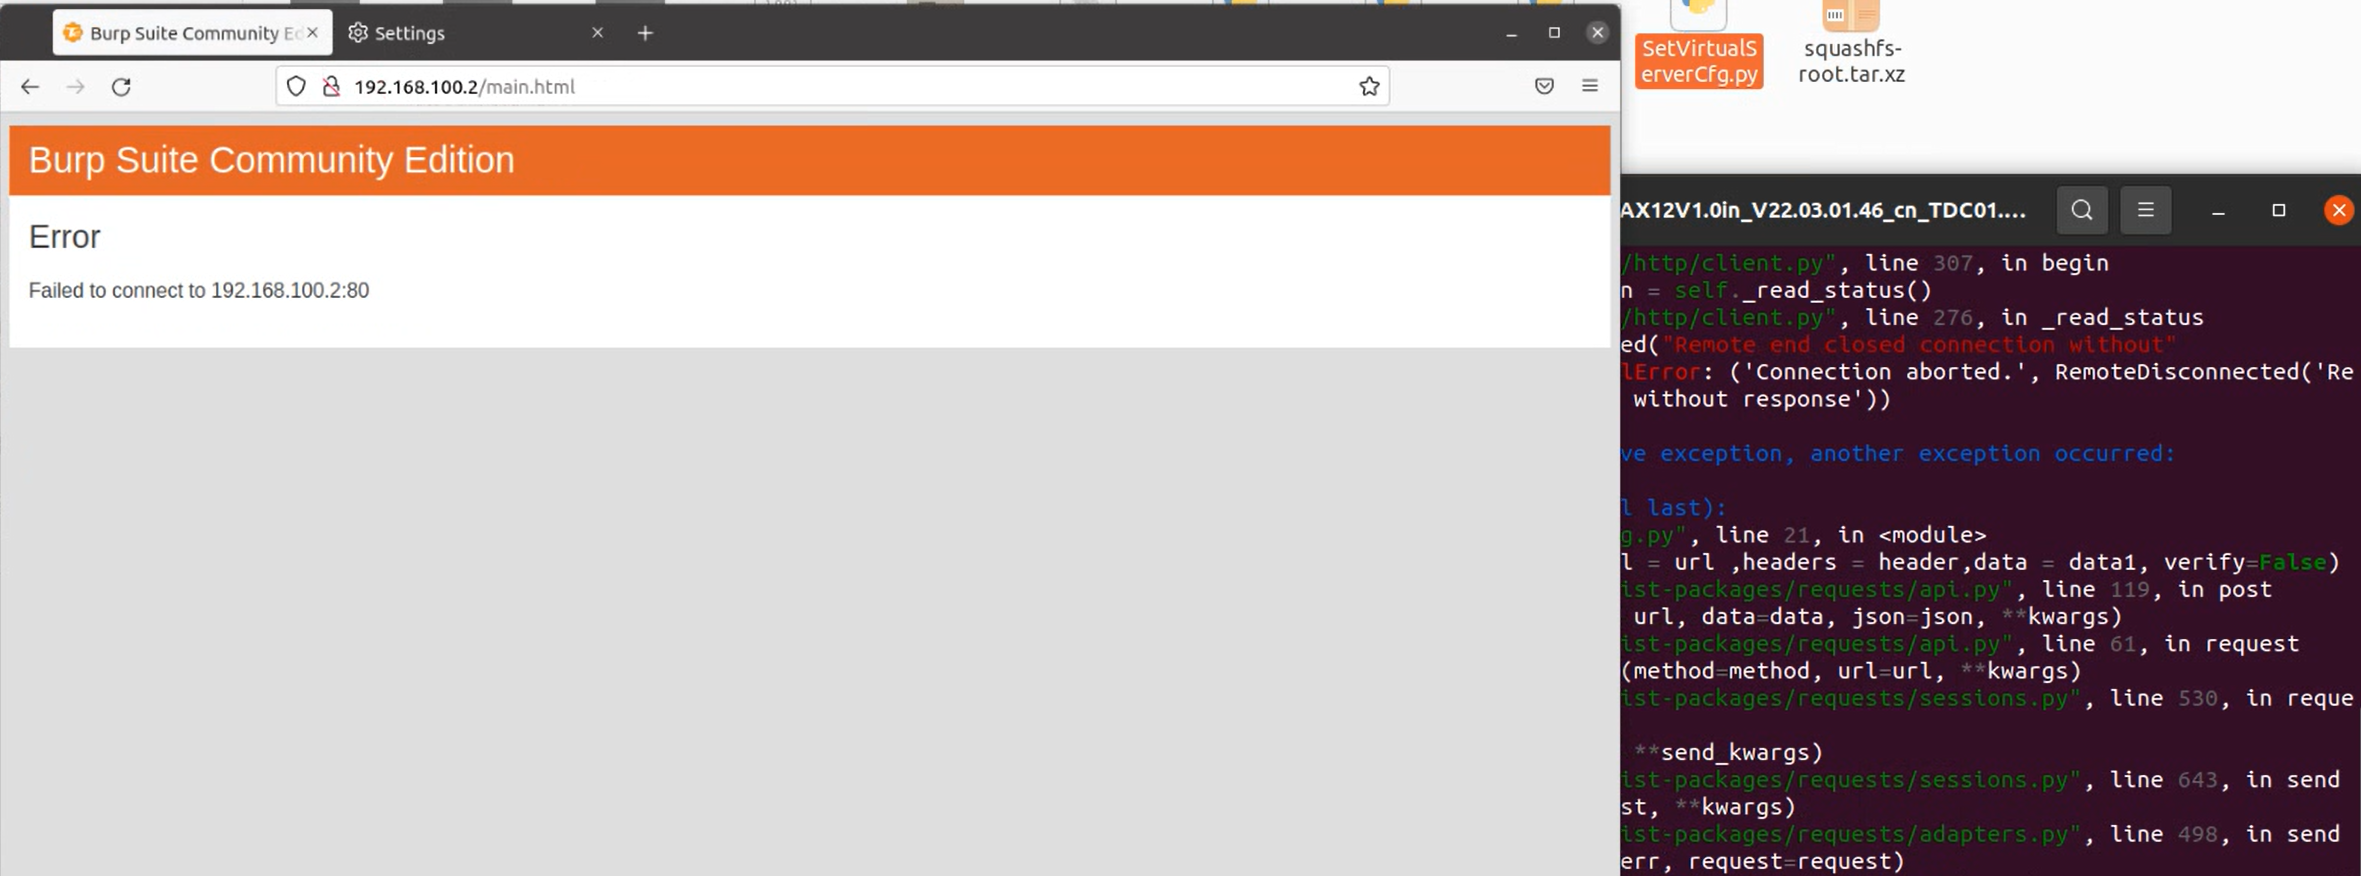 Burp Suite Community Ed
Settings
192.168.100.2/main.html
Burp Suite Community Edition
Error
Failed to connect to 192.168.100.2:80
SetVirtualS
erverCfg.py
squashfs-
root.tar.xz
AX12V1.0in_V22.03.01.46_cn_TDC01....
/http/client.py", line 307, in begin
n = self._read_status()
/http/client.py", line 276, in _read_status
ed("Remote end closed connection without"
lError: ('Connection aborted.', RemoteDisconnected('Re
without response'))
ve exception, another exception occurred:
l last):
g.py", line 21, in <module>
l = url ,headers = header,data = data1, verify=False)
ist-packages/requests/api.py", line 119, in post
url, data=data, json=json, **kwargs)
ist-packages/requests/api.py", line 61, in request
(method=method, url=url, **kwargs)
ist-packages/requests/sessions.py", line 530, in reque
**send_kwargs)
ist-packages/requests/sessions.py", line 643, in send
st, **kwargs)
ist-packages/requests/adapters.py", line 498, in send
err, request=request)